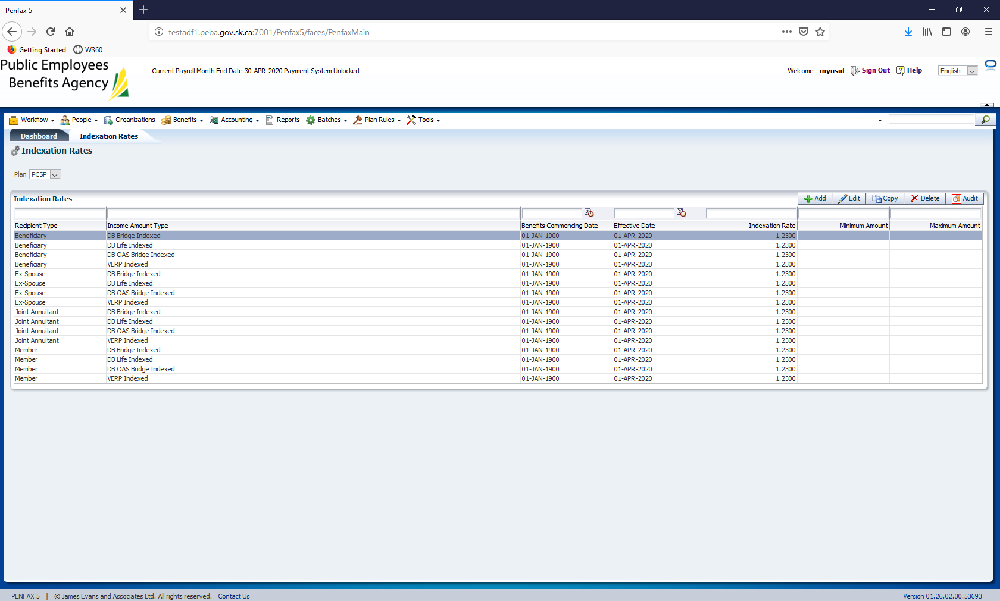 Penfax 5
testadf1.peba.gov.sk.ca:7001/Penfax5/faces/PenfaxMain
Getting Started W360
Public Employees
Benefits Agency
Current Payroll Month End Date 30-APR-2020 Payment System Unlocked
Welcome myusuf Sign Out Help English
Workflow People Organizations Benefits Accounting Reports Batches Plan Rules Tools
Dashboard Indexation Rates
Indexation Rates
Plan PCSP
Indexation Rates Add Edit Copy Delete Audit
Recipient Type Income Amount Type Benefits Commencing Date Effective Date Indexation Rate Minimum Amount Maximum Amount
Beneficiary DB Bridge Indexed 01-JAN-1900 01-APR-2020 1.2300
Beneficiary DB Life Indexed 01-JAN-1900 01-APR-2020 1.2300
Beneficiary DB OAS Bridge Indexed 01-JAN-1900 01-APR-2020 1.2300
Beneficiary VERP Indexed 01-JAN-1900 01-APR-2020 1.2300
Ex-Spouse DB Bridge Indexed 01-JAN-1900 01-APR-2020 1.2300
Ex-Spouse DB Life Indexed 01-JAN-1900 01-APR-2020 1.2300
Ex-Spouse DB OAS Bridge Indexed 01-JAN-1900 01-APR-2020 1.2300
Ex-Spouse VERP Indexed 01-JAN-1900 01-APR-2020 1.2300
Joint Annuitant DB Bridge Indexed 01-JAN-1900 01-APR-2020 1.2300
Joint Annuitant DB Life Indexed 01-JAN-1900 01-APR-2020 1.2300
Joint Annuitant DB OAS Bridge Indexed 01-JAN-1900 01-APR-2020 1.2300
Joint Annuitant VERP Indexed 01-JAN-1900 01-APR-2020 1.2300
Member DB Bridge Indexed 01-JAN-1900 01-APR-2020 1.2300
Member DB Life Indexed 01-JAN-1900 01-APR-2020 1.2300
Member DB OAS Bridge Indexed 01-JAN-1900 01-APR-2020 1.2300
Member VERP Indexed 01-JAN-1900 01-APR-2020 1.2300
PENFAX 5 | © James Evans and Associates Ltd. All rights reserved. Contact Us Version 01.26.02.00.53693